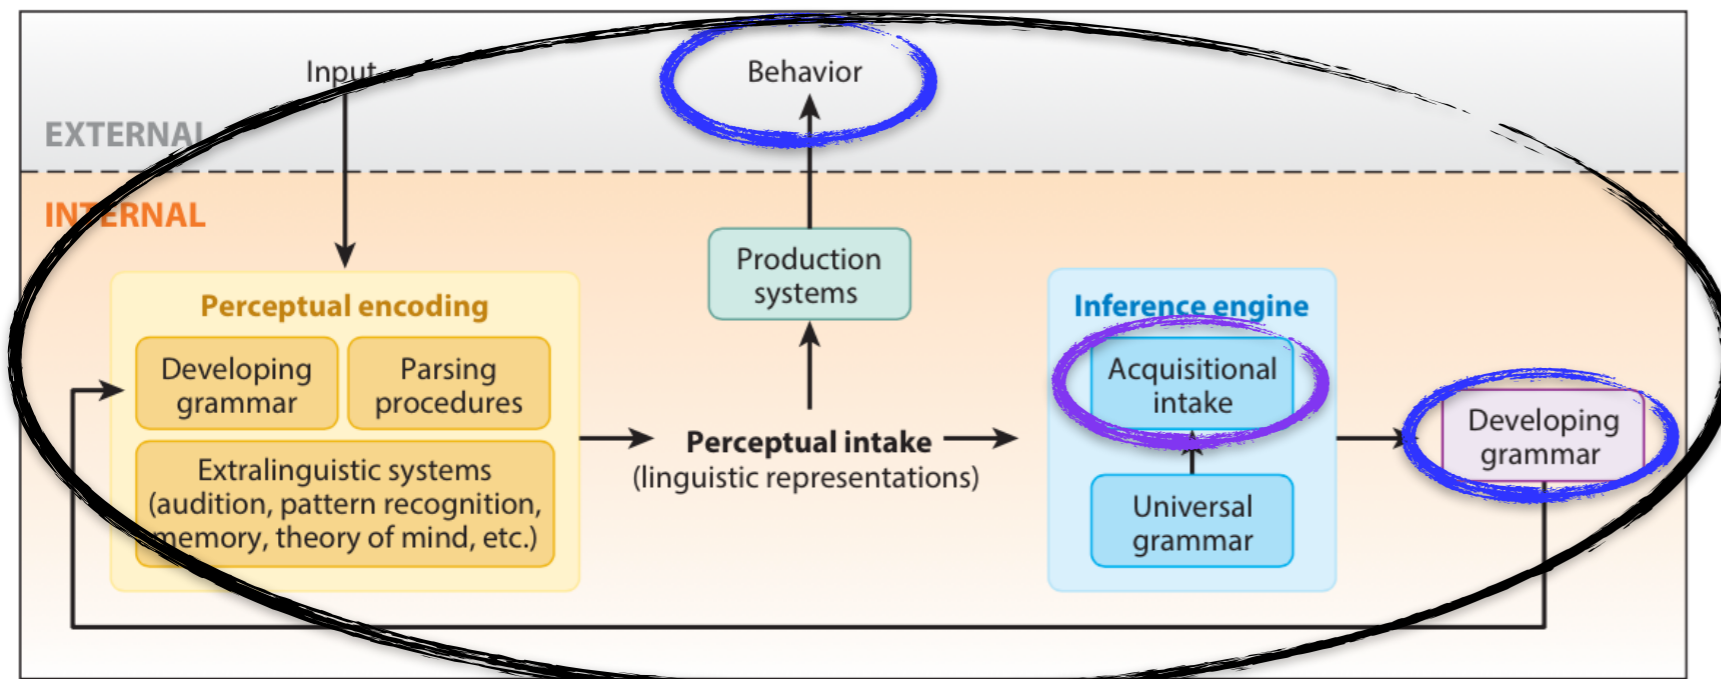 Input
Behavior
EXTERNAL
INTERNAL
Production
systems
Perceptual encoding
Developing
grammar
Parsing
procedures
Extralinguistic systems
(audition, pattern recognition,
memory, theory of mind, etc.)
Perceptual intake
(linguistic representations)
Inference engine
Acquisitional
intake
Universal
grammar
Developing
grammar